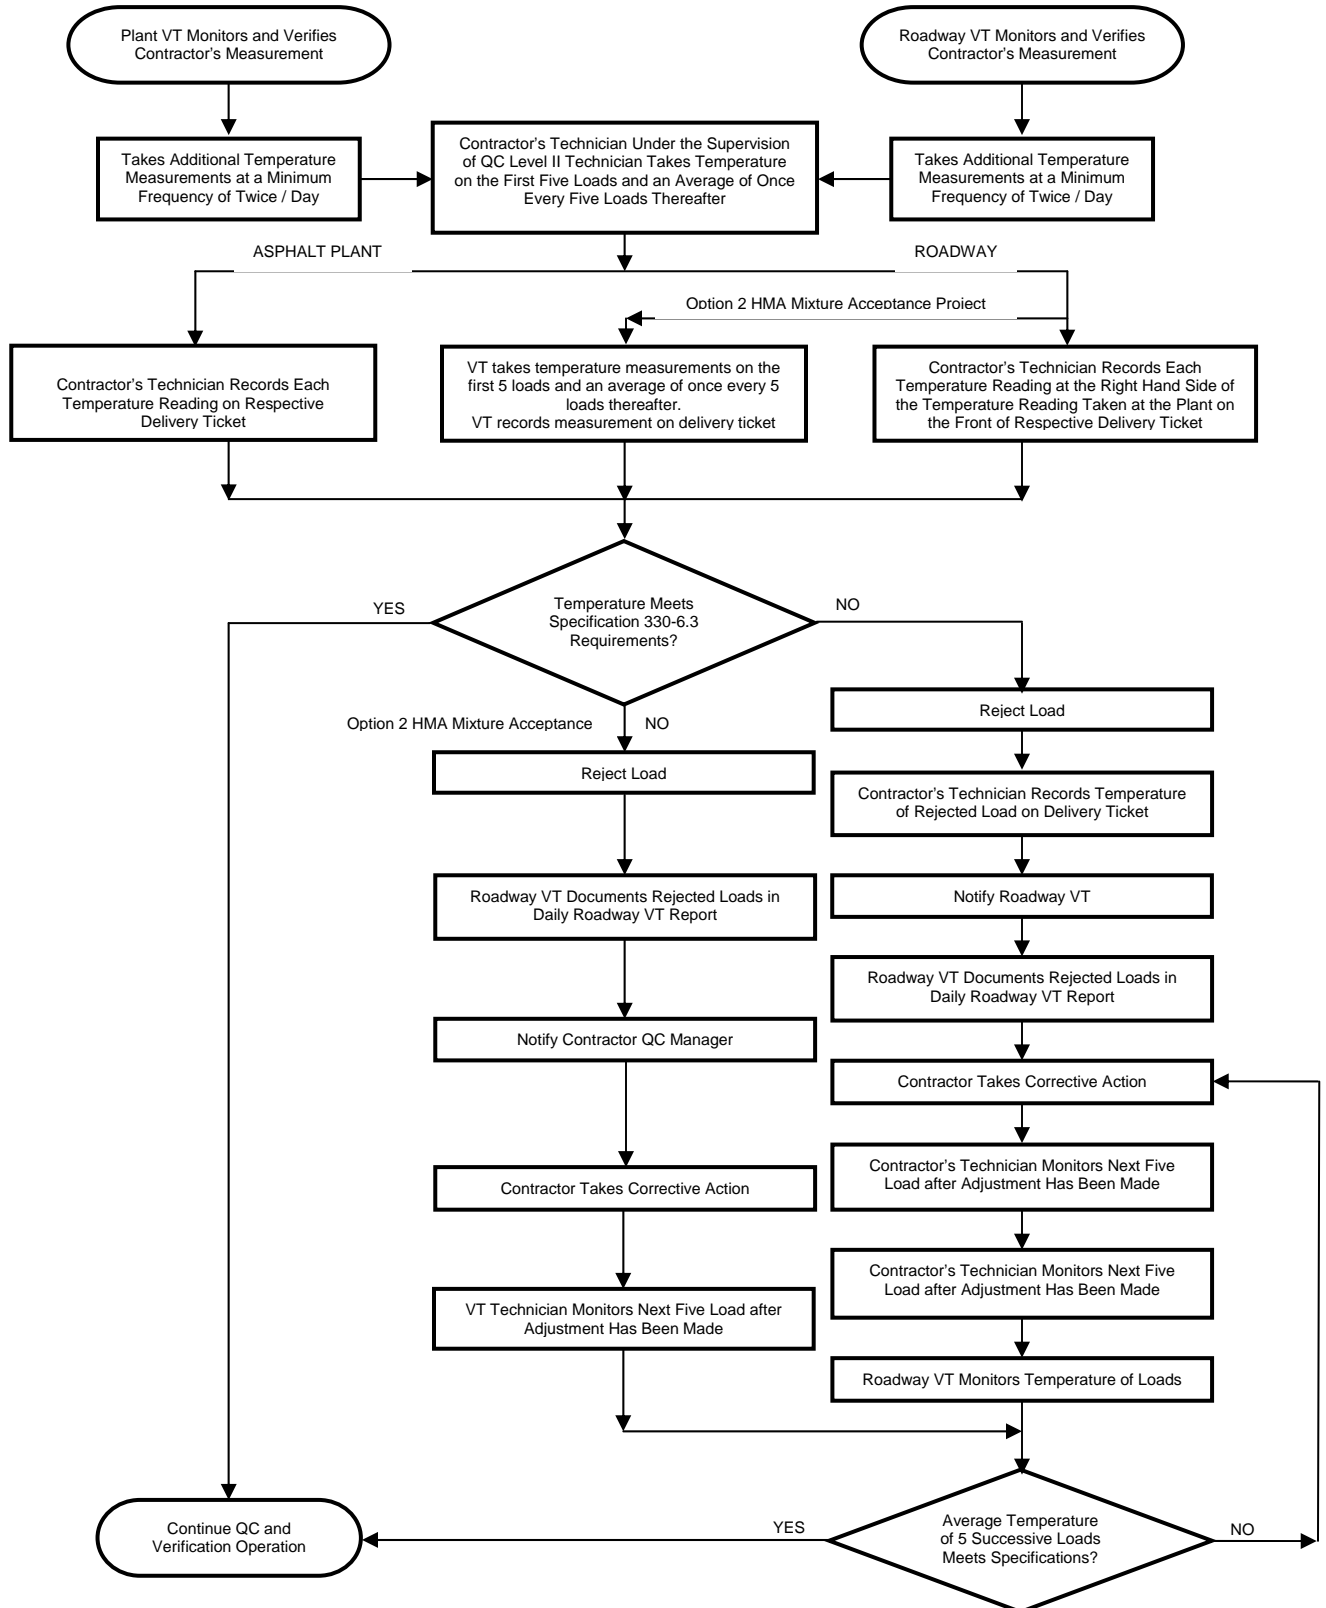 Plant VT Monitors and Verifies
Contractor's Measurement
Roadway VT Monitors and Verifies
Contractor's Measurement
Takes Additional Temperature
Measurements at a Minimum
Frequency of Twice / Day
Contractor's Technician Under the Supervision
of QC Level II Technician Takes Temperature
on the First Five Loads and an Average of Once
Every Five Loads Thereafter
Takes Additional Temperature
Measurements at a Minimum
Frequency of Twice / Day
ASPHALT PLANT
ROADWAY
Option 2 HMA Mixture Acceptance Project
Contractor's Technician Records Each
Temperature Reading on Respective
Delivery Ticket
VT takes temperature measurements on the
first 5 loads and an average of once every 5
loads thereafter.
VT records measurement on delivery ticket
Contractor's Technician Records Each
Temperature Reading at the Right Hand Side of
the Temperature Reading Taken at the Plant on
the Front of Respective Delivery Ticket
YES
Temperature Meets
Specification 330-6.3
Requirements?
NO
Option 2 HMA Mixture Acceptance
NO
Reject Load
Reject Load
Contractor's Technician Records Temperature
of Rejected Load on Delivery Ticket
Roadway VT Documents Rejected Loads in
Daily Roadway VT Report
Notify Roadway VT
Roadway VT Documents Rejected Loads in
Daily Roadway VT Report
Notify Contractor QC Manager
Contractor Takes Corrective Action
Contractor's Technician Monitors Next Five
Load after Adjustment Has Been Made
Contractor Takes Corrective Action
Contractor's Technician Monitors Next Five
Load after Adjustment Has Been Made
VT Technician Monitors Next Five Load after
Adjustment Has Been Made
Roadway VT Monitors Temperature of Loads
Continue QC and
Verification Operation
YES
Average Temperature
of 5 Successive Loads
Meets Specifications?
NO